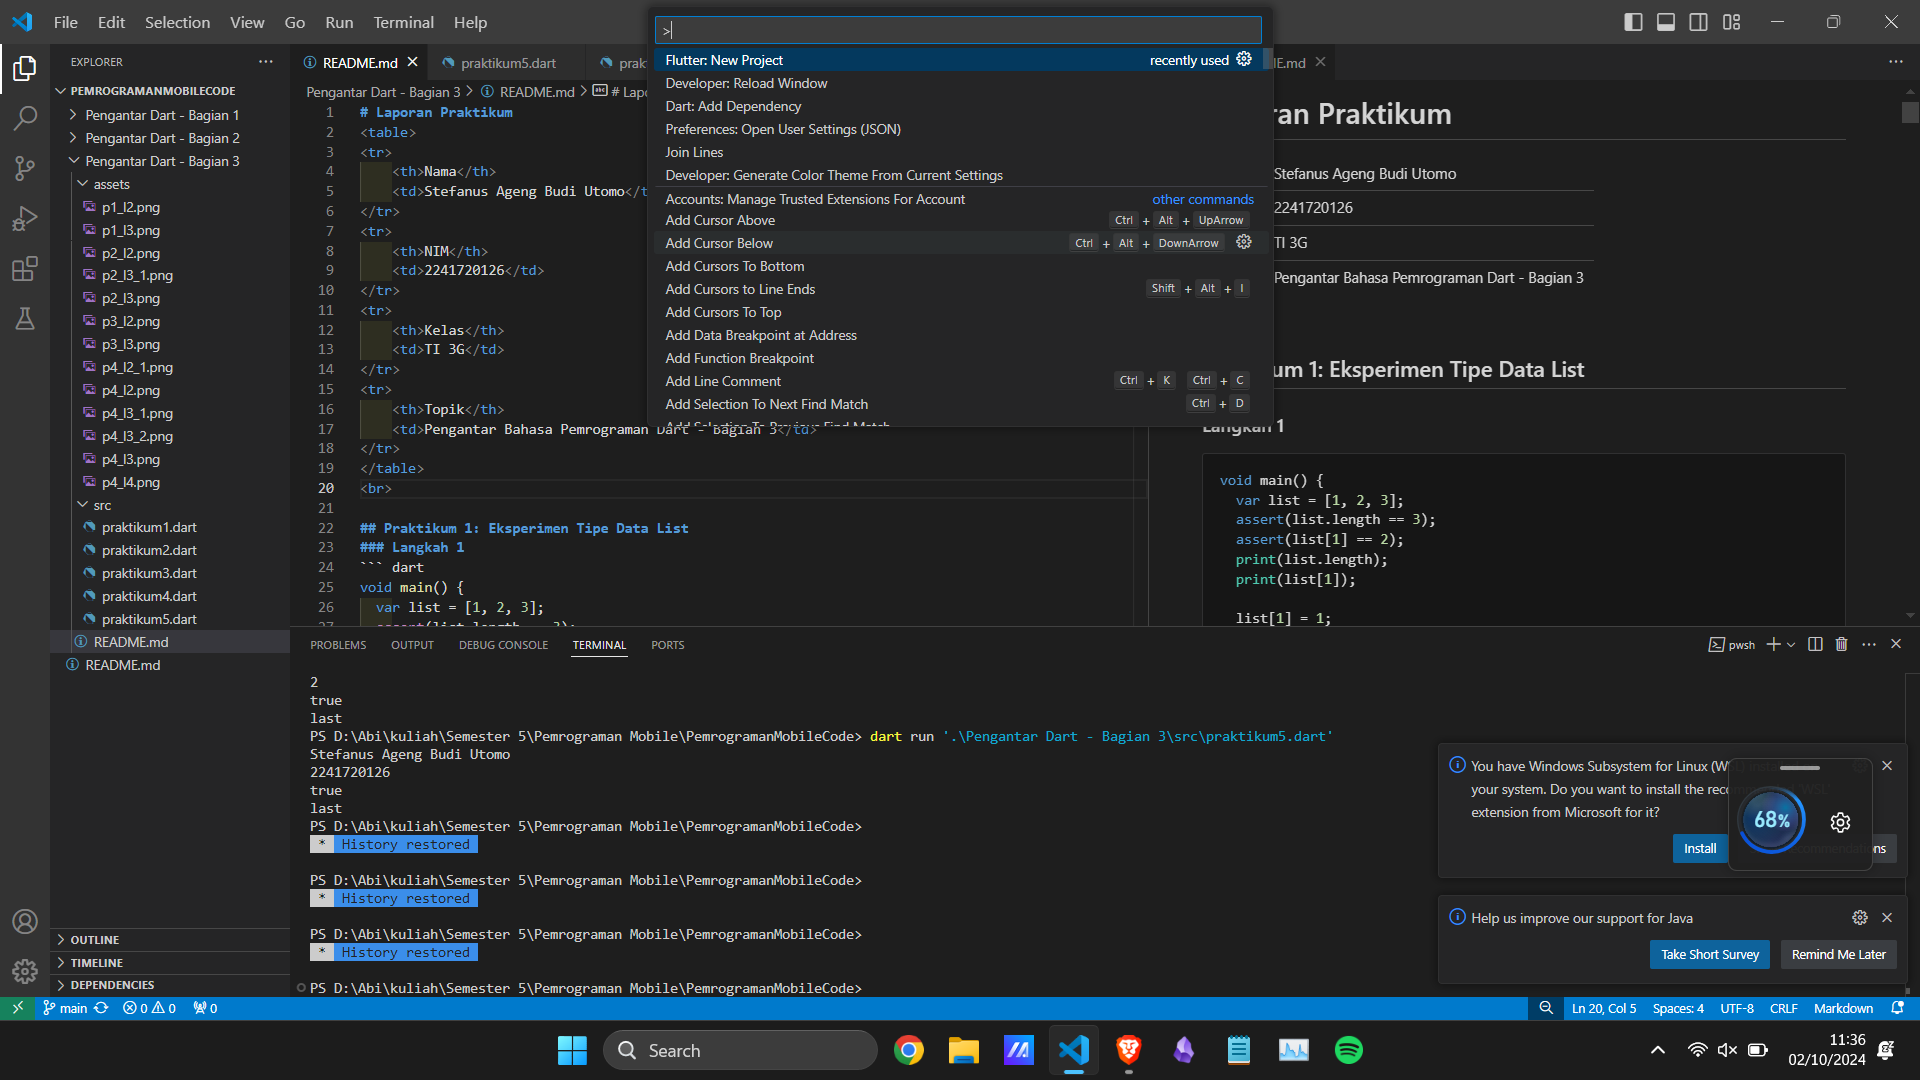 File Edit Selection View Go Run Terminal Help
>
Flutter: New Project recently used
Developer: Reload Window
Dart: Add Dependency
Preferences: Open User Settings (JSON)
Join Lines
Developer: Generate Color Theme From Current Settings
Accounts: Manage Trusted Extensions For Account other commands
Add Cursor Above Ctrl + Alt + UpArrow
Add Cursor Below Ctrl + Alt + DownArrow
Add Cursors To Bottom
Add Cursors to Line Ends Shift + Alt + I
Add Cursors To Top
Add Data Breakpoint at Address
Add Function Breakpoint
Add Line Comment Ctrl + K Ctrl + C
Add Selection To Next Find Match Ctrl + D
Add Selection To Previous Find Match
EXPLORER
PEMROGRAMANMOBILECODE
Pengantar Dart - Bagian 1
Pengantar Dart - Bagian 2
Pengantar Dart - Bagian 3
assets
p1_l2.png
p1_l3.png
p2_l2.png
p2_l3_1.png
p2_l3.png
p3_l2.png
p3_l3.png
p4_l2_1.png
p4_l2.png
p4_l3_1.png
p4_l3_2.png
p4_l3.png
p4_l4.png
src
praktikum1.dart
praktikum2.dart
praktikum3.dart
praktikum4.dart
praktikum5.dart
README.md
README.md
OUTLINE
TIMELINE
DEPENDENCIES
README.md praktikum5.dart prakt
Pengantar Dart - Bagian 3 > README.md > # Lapo
1 # Laporan Praktikum
2 <table>
3 <tr>
4 <th>Nama</th>
5 <td>Stefanus Ageng Budi Utomo</t
6 </tr>
7 <tr>
8 <th>NIM</th>
9 <td>2241720126</td>
10 </tr>
11 <tr>
12 <th>Kelas</th>
13 <td>TI 3G</td>
14 </tr>
15 <tr>
16 <th>Topik</th>
17 <td>Pengantar Bahasa Pemrograman Dart - Bagian 3</td>
18 </tr>
19 </table>
20 <br>
21
22 ## Praktikum 1: Eksperimen Tipe Data List
23 ### Langkah 1
24 ``` dart
25 void main() {
26 var list = [1, 2, 3];
27 assert(list.length == 3);
E.md
ran Praktikum
Stefanus Ageng Budi Utomo
2241720126
TI 3G
Pengantar Bahasa Pemrograman Dart - Bagian 3
um 1: Eksperimen Tipe Data List
Langkah 1
void main() {
var list = [1, 2, 3];
assert(list.length == 3);
assert(list[1] == 2);
print(list.length);
print(list[1]);
list[1] = 1;
PROBLEMS OUTPUT DEBUG CONSOLE TERMINAL PORTS pwsh
2
true
last
PS D:\Abi\kuliah\Semester 5\Pemrograman Mobile\PemrogramanMobileCode> dart run '.\Pengantar Dart - Bagian 3\src\praktikum5.dart'
Stefanus Ageng Budi Utomo
2241720126
true
last
PS D:\Abi\kuliah\Semester 5\Pemrograman Mobile\PemrogramanMobileCode>
* History restored
PS D:\Abi\kuliah\Semester 5\Pemrograman Mobile\PemrogramanMobileCode>
* History restored
PS D:\Abi\kuliah\Semester 5\Pemrograman Mobile\PemrogramanMobileCode>
* History restored
PS D:\Abi\kuliah\Semester 5\Pemrograman Mobile\PemrogramanMobileCode>
You have Windows Subsystem for Linux (W
your system. Do you want to install the reco
extension from Microsoft for it?
Install ons
68%
Help us improve our support for Java
Take Short Survey Remind Me Later
main 0 0 0 Ln 20, Col 5 Spaces: 4 UTF-8 CRLF Markdown
Search
11:36
02/10/2024